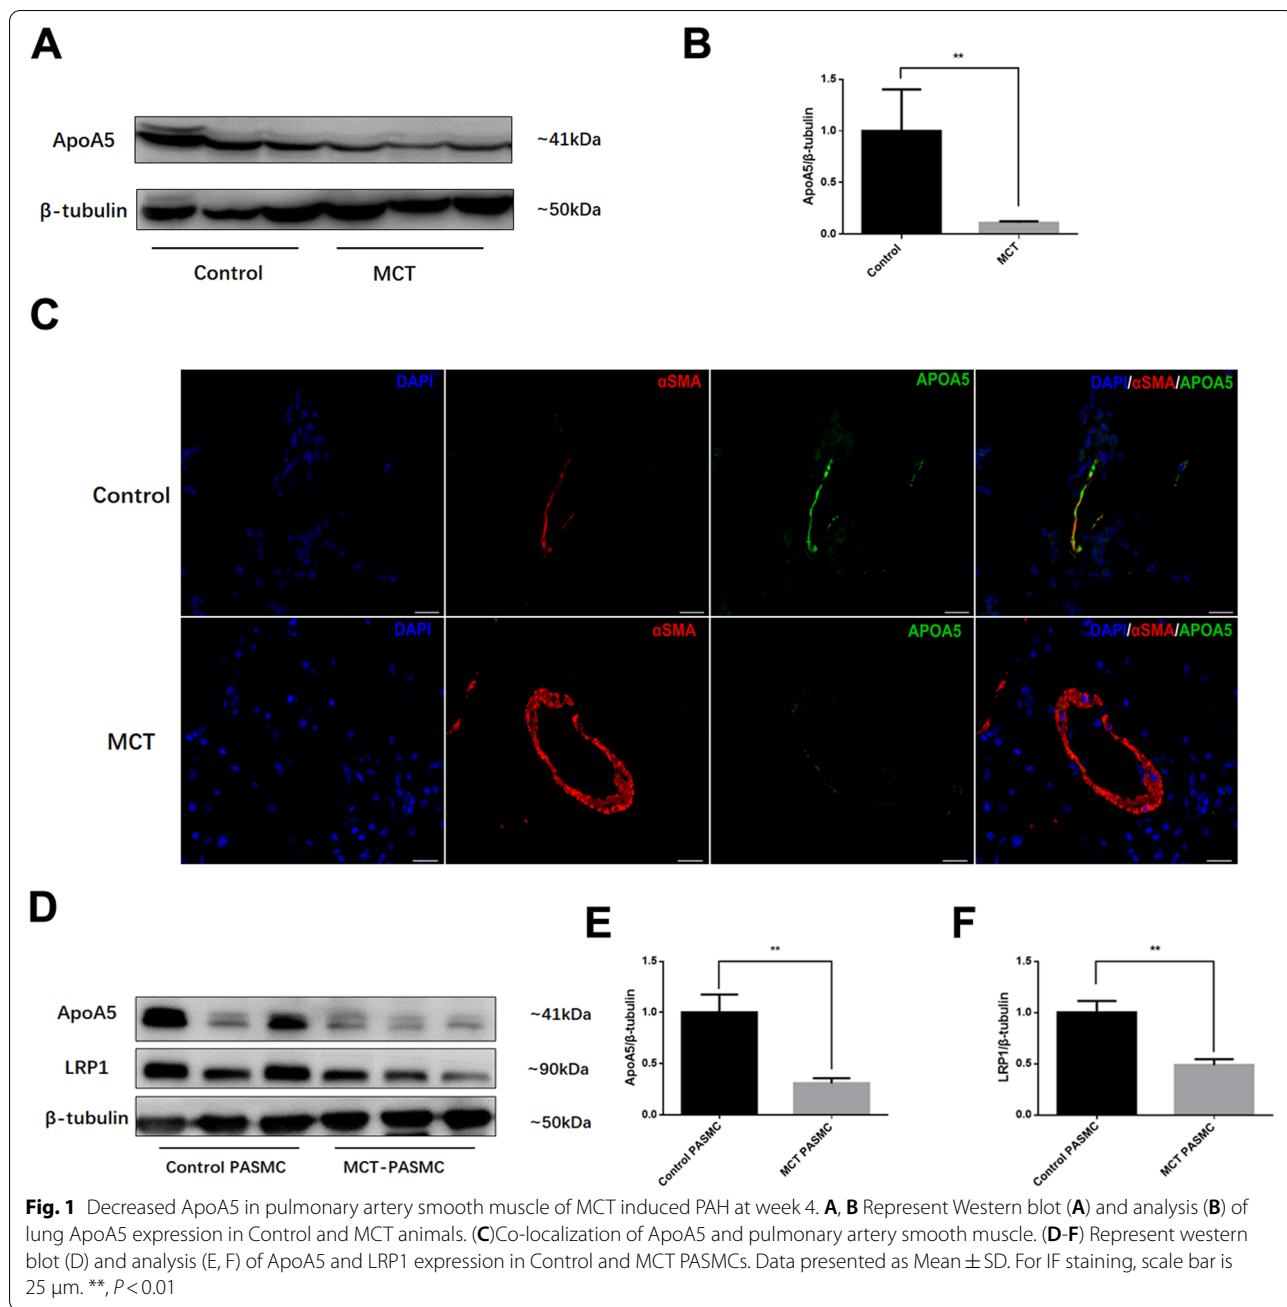 A
ApoA5
~41kDa
β-tubulin
~50kDa
Control
MCT
B
**
ApoA5/β-tubulin
1.5
1.0
0.5
0.0
Control
MCT
C
DAPI
αSMA
APOA5
DAPI/αSMA/APOA5
Control
DAPI
αSMA
APOA5
DAPI/αSMA/APOA5
MCT
D
ApoA5
~41kDa
LRP1
~90kDa
β-tubulin
~50kDa
Control PASMC
MCT-PASMC
E
**
ApoA5/β-tubulin
1.5
1.0
0.5
0.0
Control PASMC
MCT PASMC
F
**
LRP1/β-tubulin
1.5
1.0
0.5
0.0
Control PASMC
MCT PASMC
Fig. 1 Decreased ApoA5 in pulmonary artery smooth muscle of MCT induced PAH at week 4. A, B Represent Western blot (A) and analysis (B) of
lung ApoA5 expression in Control and MCT animals. (C)Co-localization of ApoA5 and pulmonary artery smooth muscle. (D-F) Represent western
blot (D) and analysis (E, F) of ApoA5 and LRP1 expression in Control and MCT PASMCs. Data presented as Mean ± SD. For IF staining, scale bar is
25 μm. **, P < 0.01